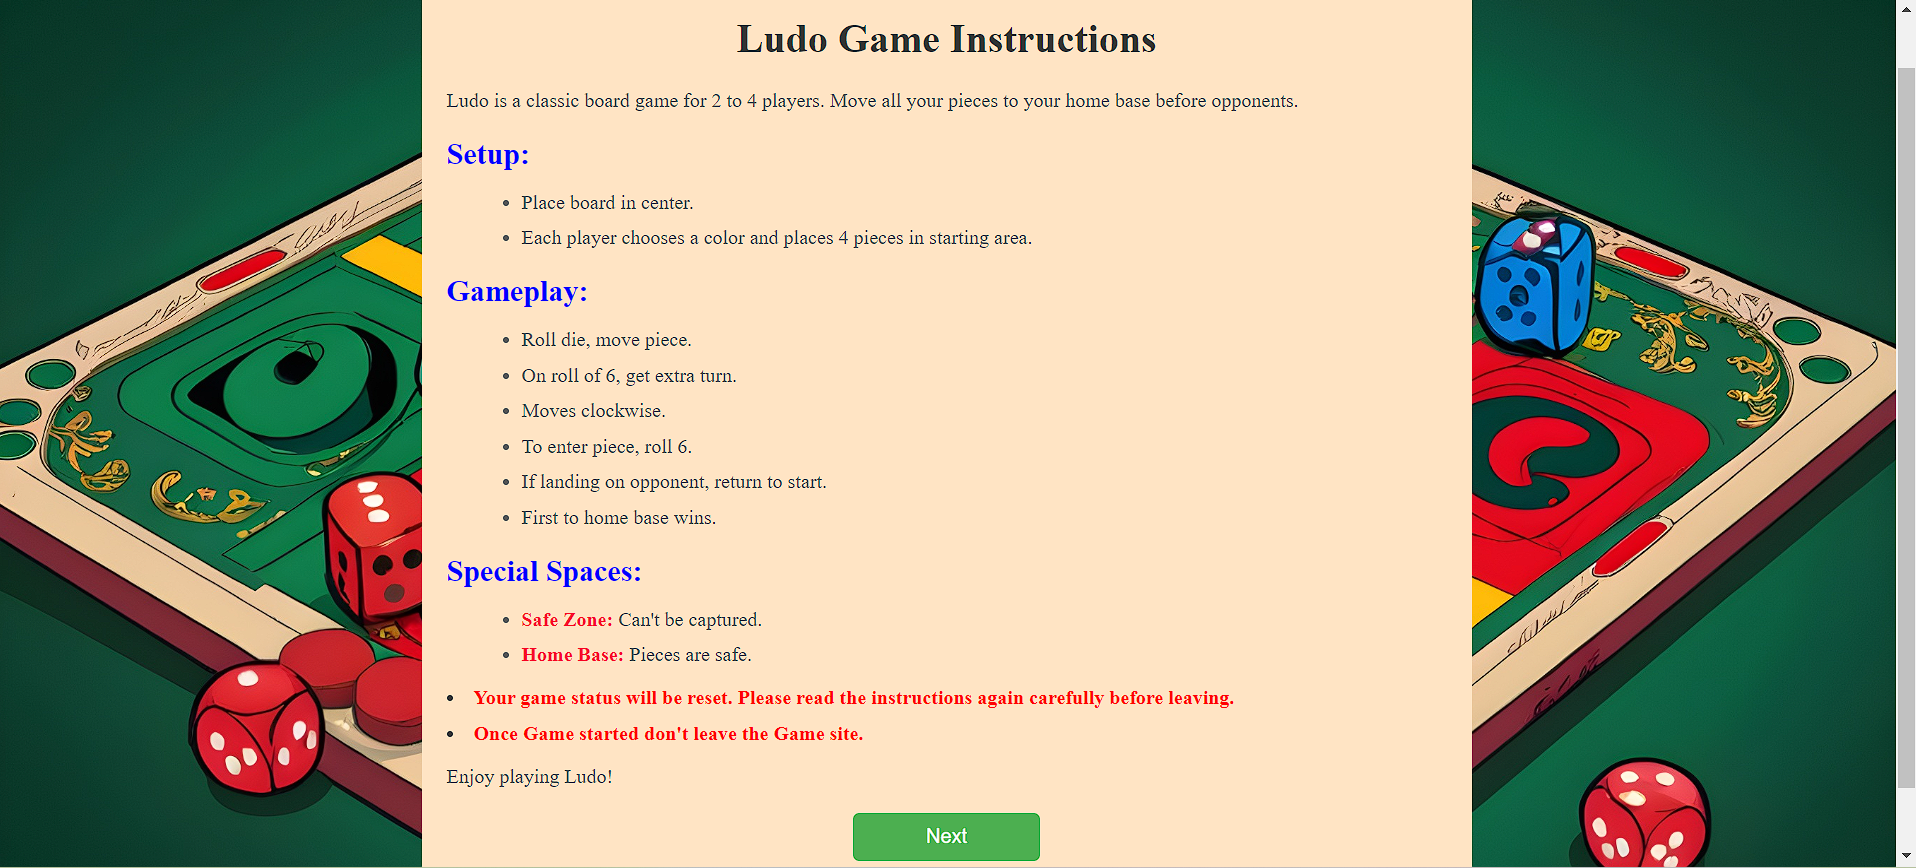 Ludo Game Instructions
Ludo is a classic board game for 2 to 4 players. Move all your pieces to your home base before opponents.
Setup:
Place board in center.
Each player chooses a color and places 4 pieces in starting area.
Gameplay:
Roll die, move piece.
On roll of 6, get extra turn.
Moves clockwise.
To enter piece, roll 6.
If landing on opponent, return to start.
First to home base wins.
Special Spaces:
Safe Zone: Can't be captured.
Home Base: Pieces are safe.
Your game status will be reset. Please read the instructions again carefully before leaving.
Once Game started don't leave the Game site.
Enjoy playing Ludo!
Next